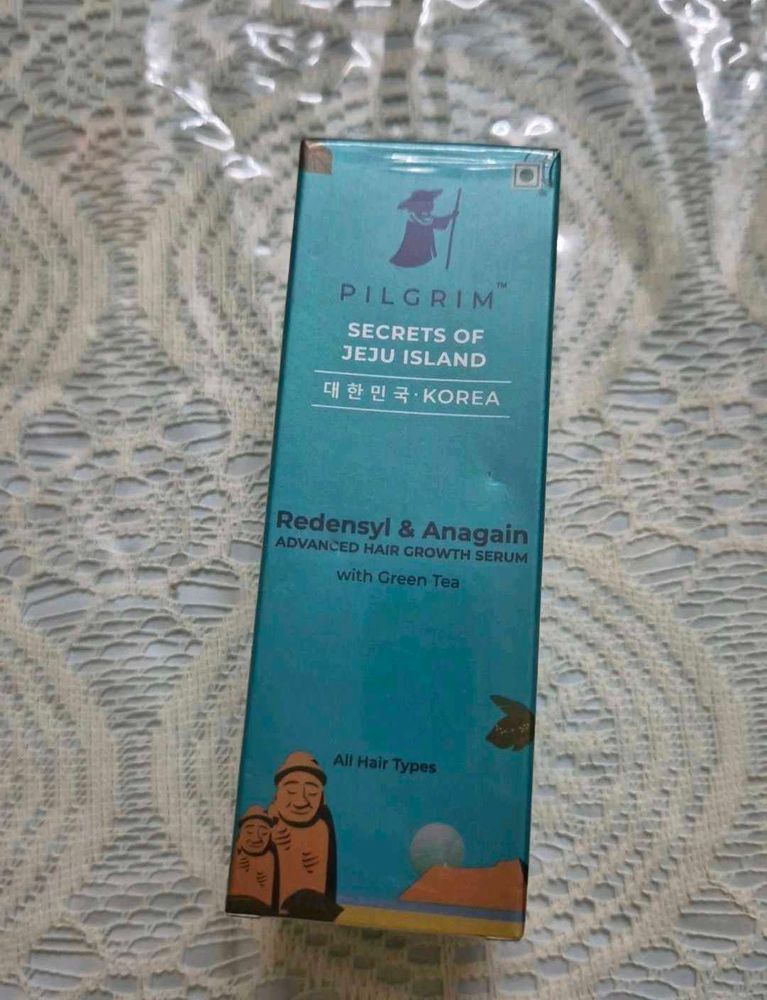 PILGRIM™
SECRETS OF
JEJU ISLAND
대한민국·KOREA
Redensyl & Anagain
ADVANCED HAIR GROWTH SERUM
with Green Tea
All Hair Types